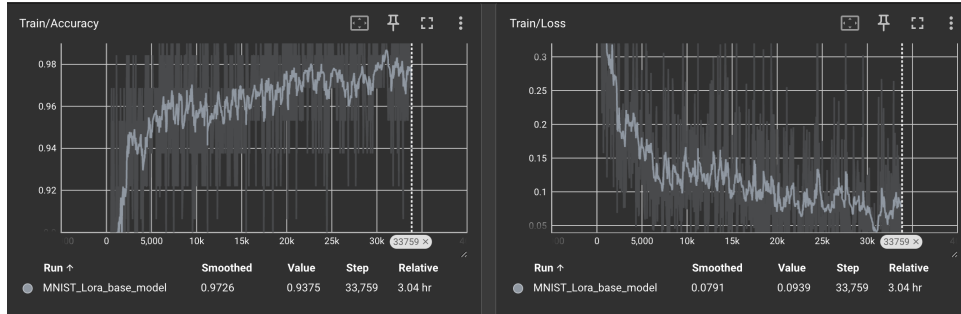 Train/Accuracy
0.98
0.96
0.94
0.92
0 5,000 10k 15k 20k 25k 30k 33759 ×
Run ↑ Smoothed Value Step Relative
MNIST_Lora_base_model 0.9726 0.9375 33,759 3.04 hr
Train/Loss
0.3
0.25
0.2
0.15
0.1
0.05
0 5,000 10k 15k 20k 25k 30k 33759 ×
Run ↑ Smoothed Value Step Relative
MNIST_Lora_base_model 0.0791 0.0939 33,759 3.04 hr